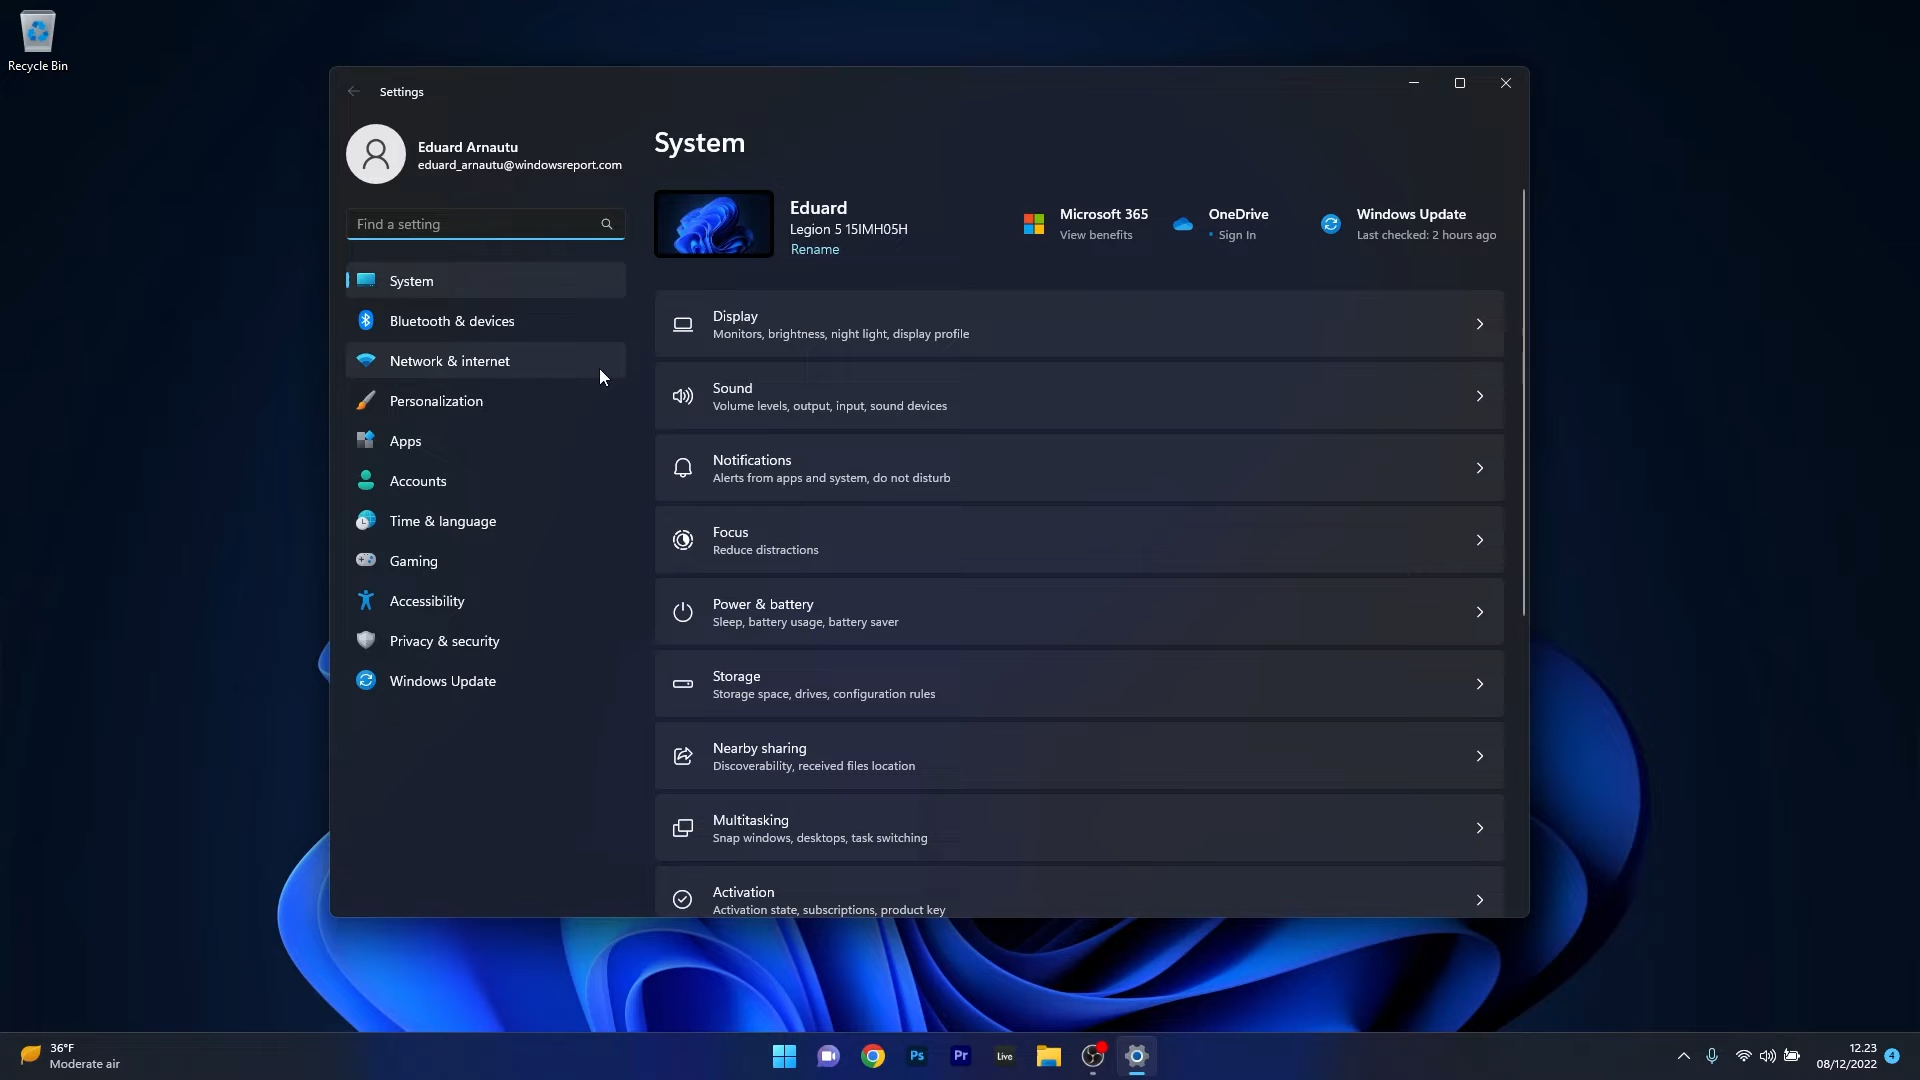 Recycle Bin
Settings
Eduard Arnautu
eduard_arnautu@windowsreport.com
Find a setting
System
Bluetooth & devices
Network & internet
Personalization
Apps
Accounts
Time & language
Gaming
Accessibility
Privacy & security
Windows Update
System
Eduard
Legion 5 15IMH05H
Rename
Microsoft 365
View benefits
OneDrive
• Sign In
Windows Update
Last checked: 2 hours ago
Display
Monitors, brightness, night light, display profile
Sound
Volume levels, output, input, sound devices
Notifications
Alerts from apps and system, do not disturb
Focus
Reduce distractions
Power & battery
Sleep, battery usage, battery saver
Storage
Storage space, drives, configuration rules
Nearby sharing
Discoverability, received files location
Multitasking
Snap windows, desktops, task switching
Activation
Activation state, subscriptions, product key
36°F
Moderate air
Ps
Pr
Live
12.23
08/12/2022
4